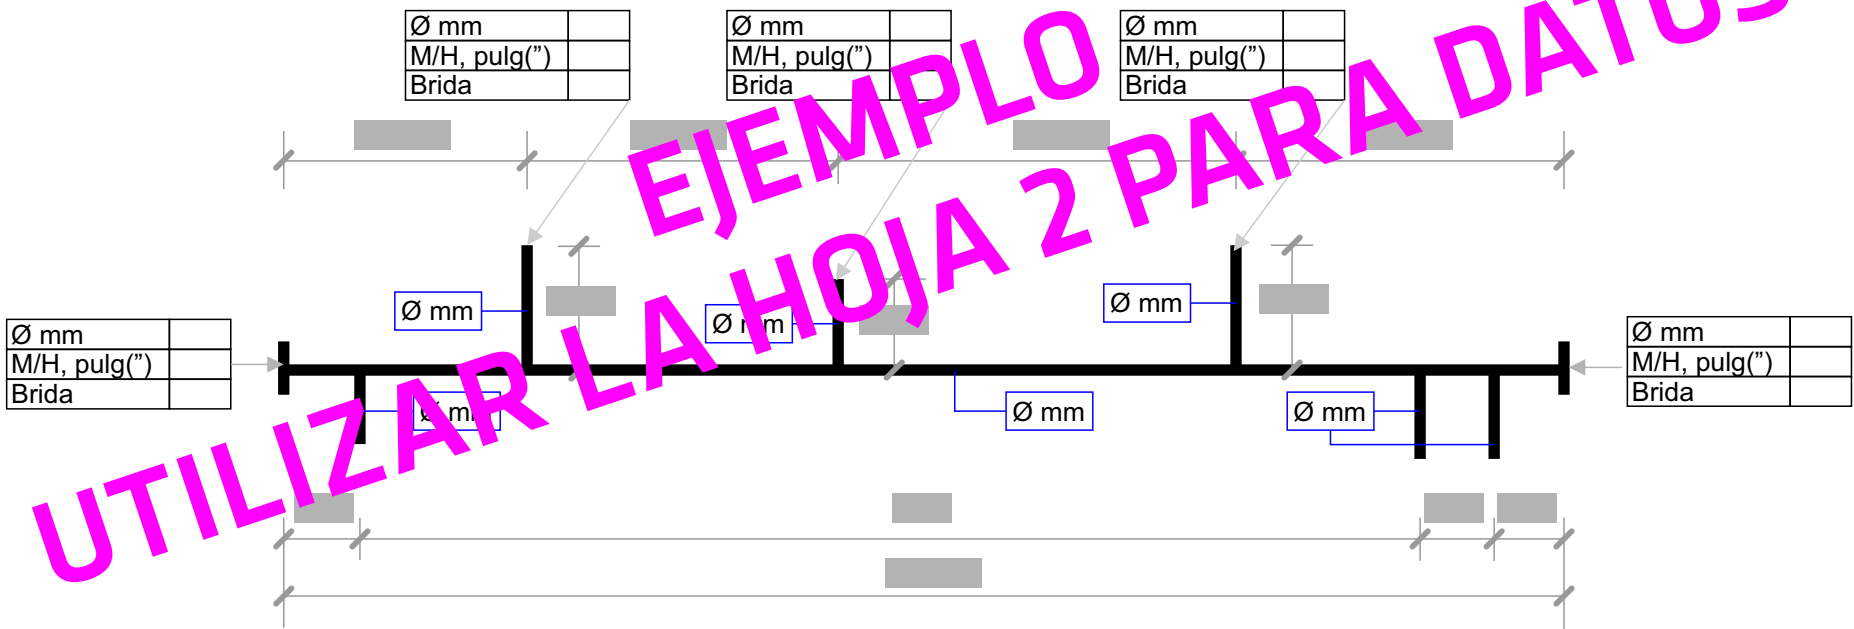 Ø mm
M/H, pulg(”)
Brida
Ø mm
M/H, pulg(”)
Brida
Ø mm
M/H, pulg(”)
Brida
EJEMPLO
UTILIZAR LA HOJA 2 PARA DATOS
Ø mm
Ø mm
Ø mm
Ø mm
M/H, pulg(”)
Brida
Ø mm
M/H, pulg(”)
Brida
Ø mm
Ø mm
Ø mm